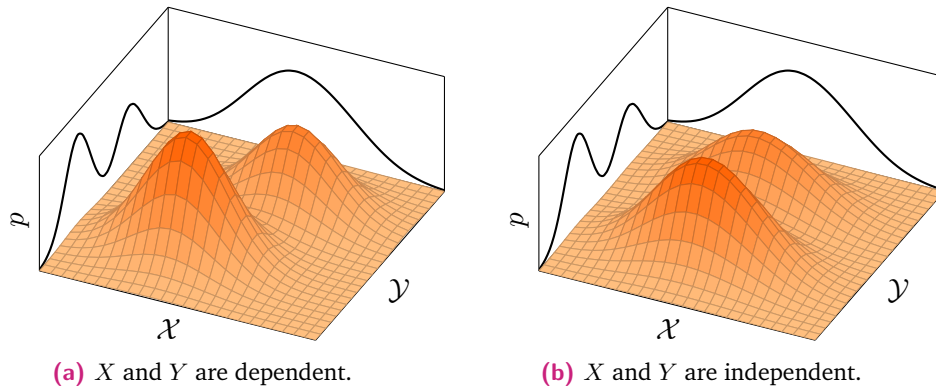 p
𝒳
𝒴
(a) X and Y are dependent.
p
𝒳
𝒴
(b) X and Y are independent.